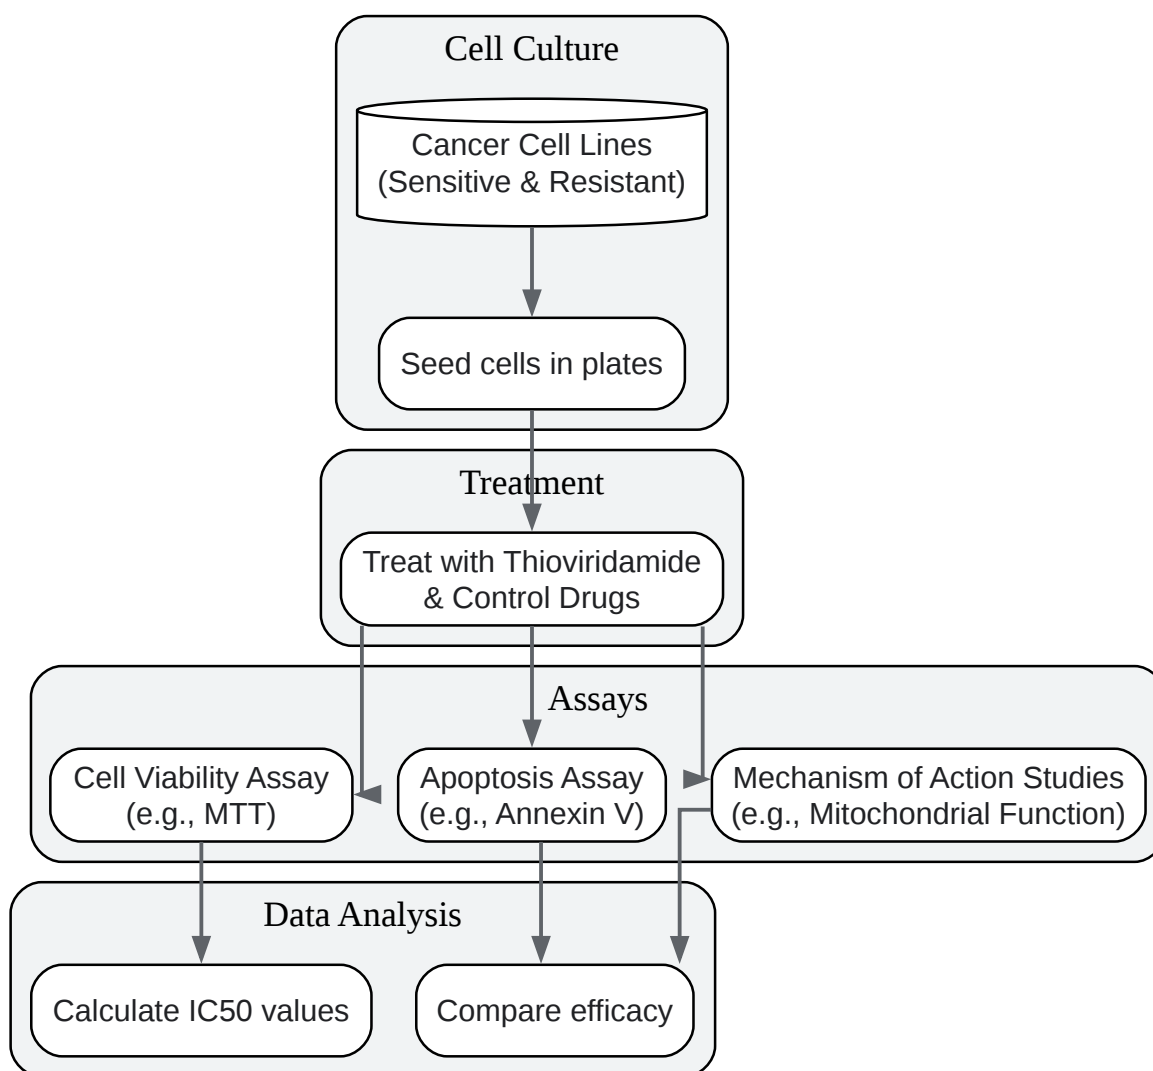 Cell Culture
Cancer Cell Lines
(Sensitive & Resistant)
Seed cells in plates
Treatment
Treat with Thioviridamide
& Control Drugs
Assays
Cell Viability Assay
(e.g., MTT)
Apoptosis Assay
(e.g., Annexin V)
Mechanism of Action Studies
(e.g., Mitochondrial Function)
Data Analysis
Calculate IC50 values
Compare efficacy